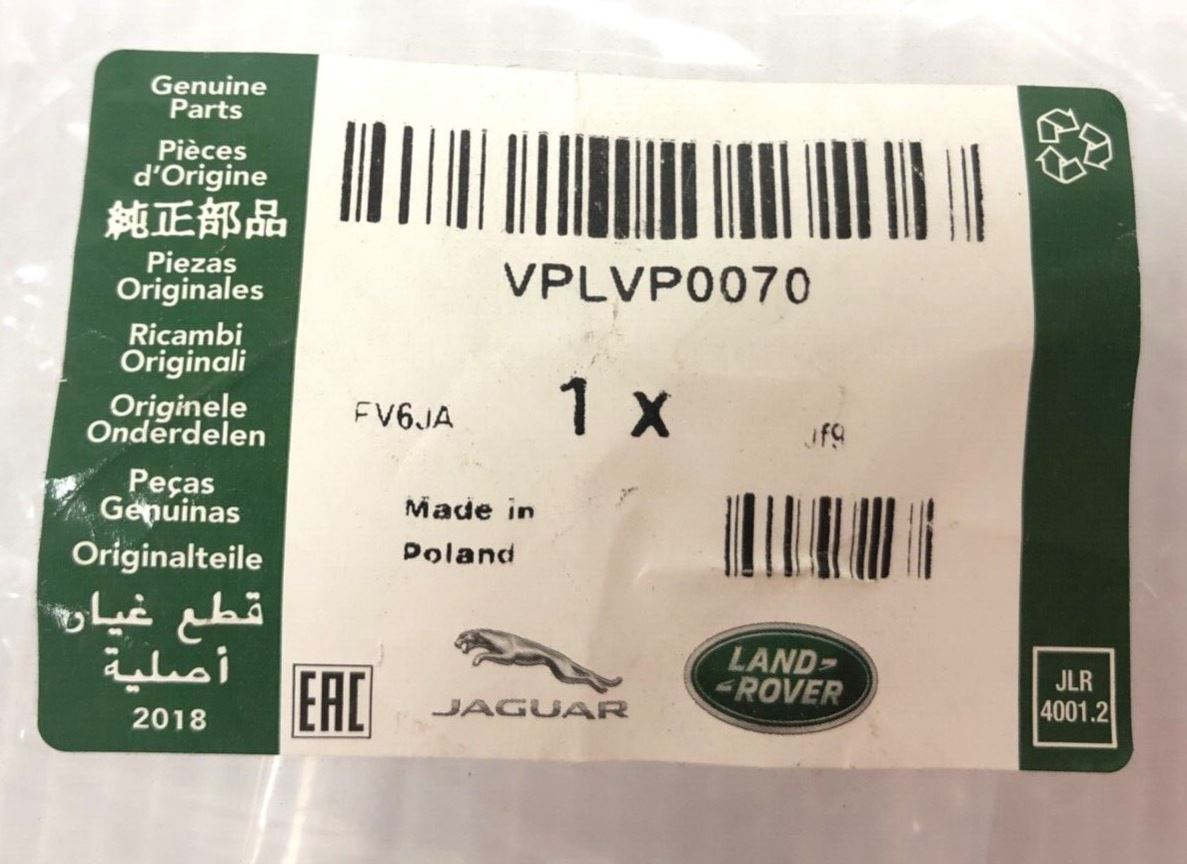 Genuine
Parts
Pièces
d'Origine
純正部品
Piezas
Originales
Ricambi
Originali
Originele
Onderdelen
Peças
Genuinas
Originalteile
قطع غيار
أصلية
2018
VPLVP0070
FV6JA
1 x
Jf9
Made in
Poland
EAC
JAGUAR
LAND-
-ROVER
JLR
4001.2